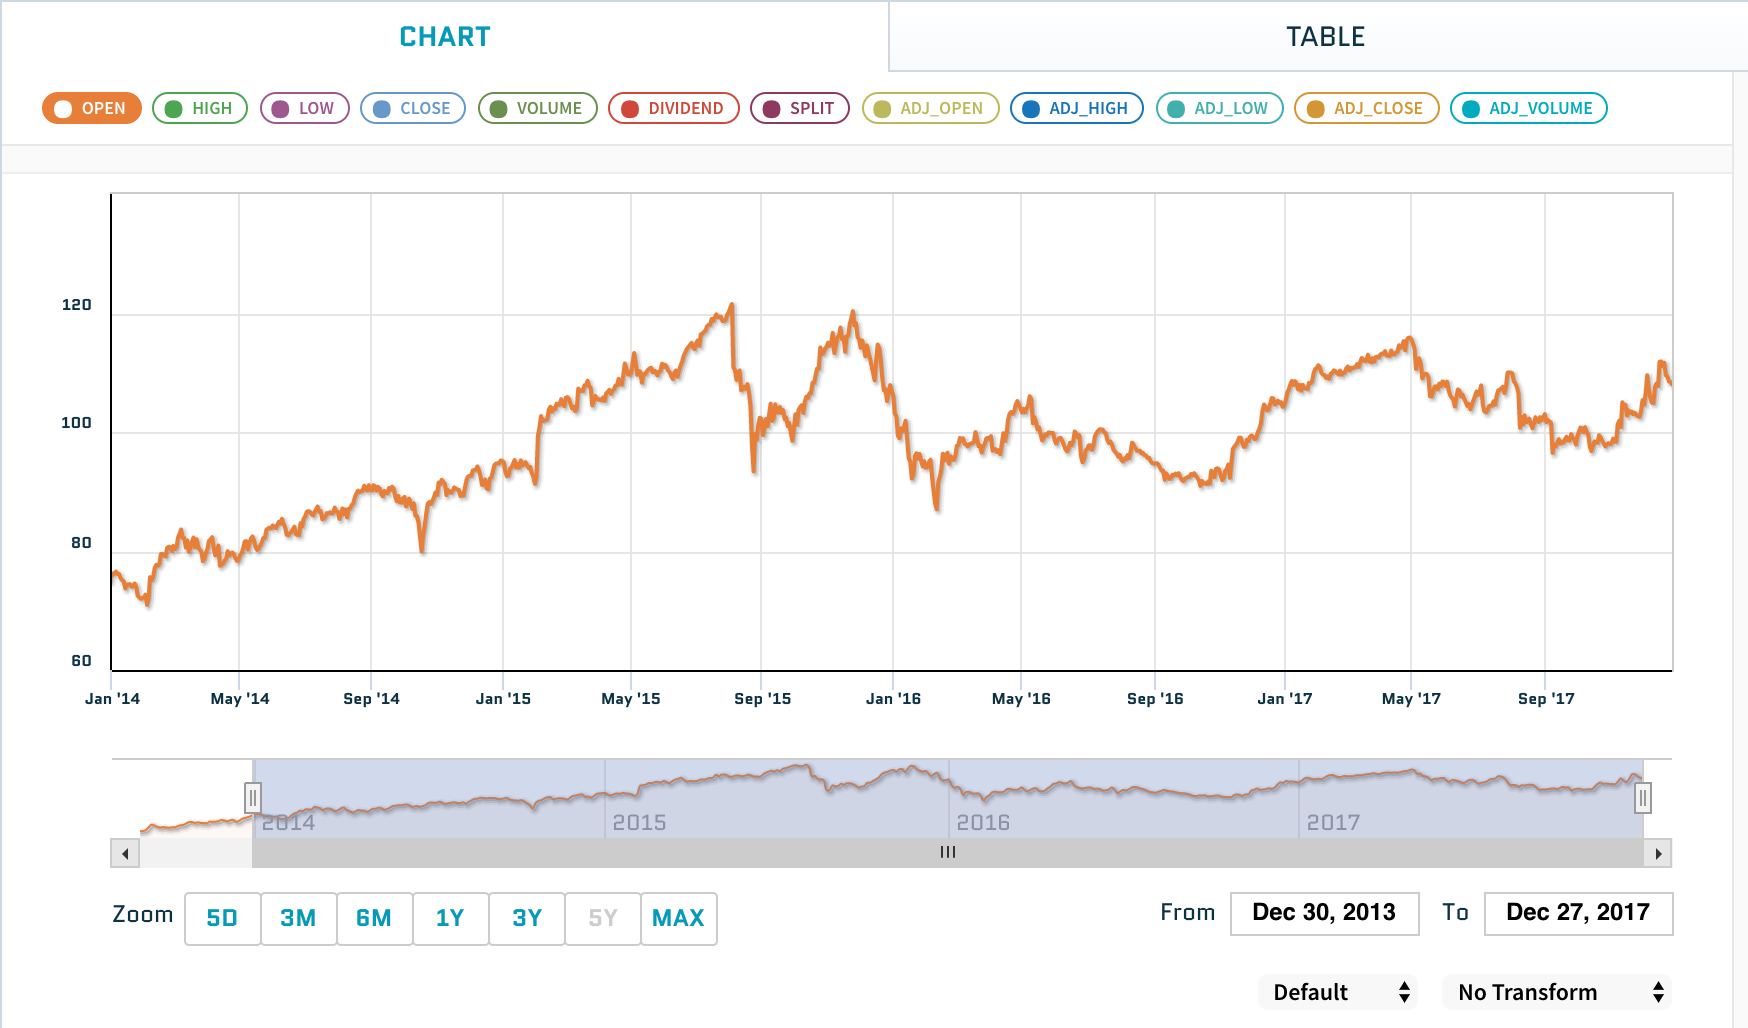 CHART TABLE
OPEN HIGH LOW CLOSE VOLUME DIVIDEND SPLIT ADJ_OPEN ADJ_HIGH ADJ_LOW ADJ_CLOSE ADJ_VOLUME
120
100
80
60
Jan '14 May '14 Sep '14 Jan '15 May '15 Sep '15 Jan '16 May '16 Sep '16 Jan '17 May '17 Sep '17
2014 2015 2016 2017
Zoom 5D 3M 6M 1Y 3Y 5Y MAX From Dec 30, 2013 To Dec 27, 2017
Default No Transform